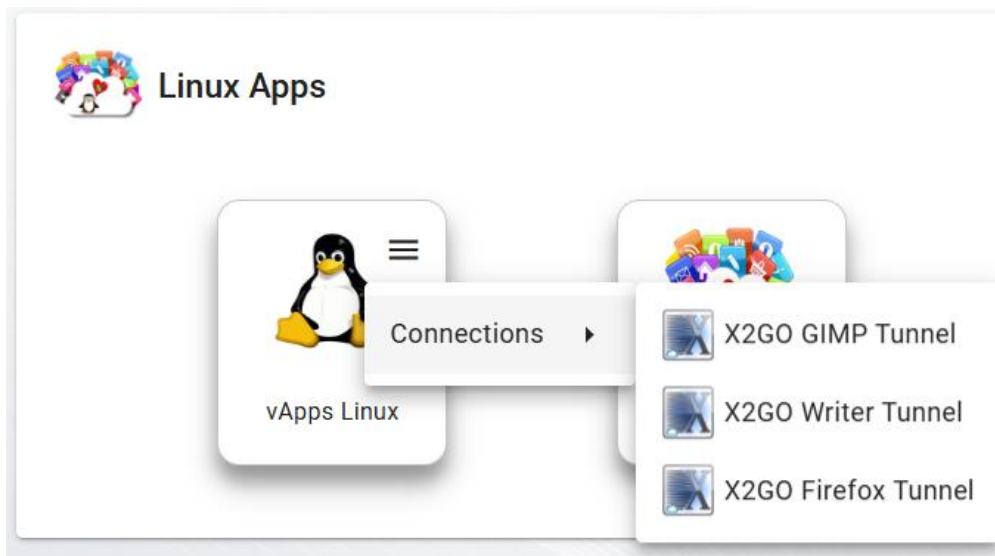 Linux Apps
vApps Linux
Connections
X2GO GIMP Tunnel
X2GO Writer Tunnel
X2GO Firefox Tunnel